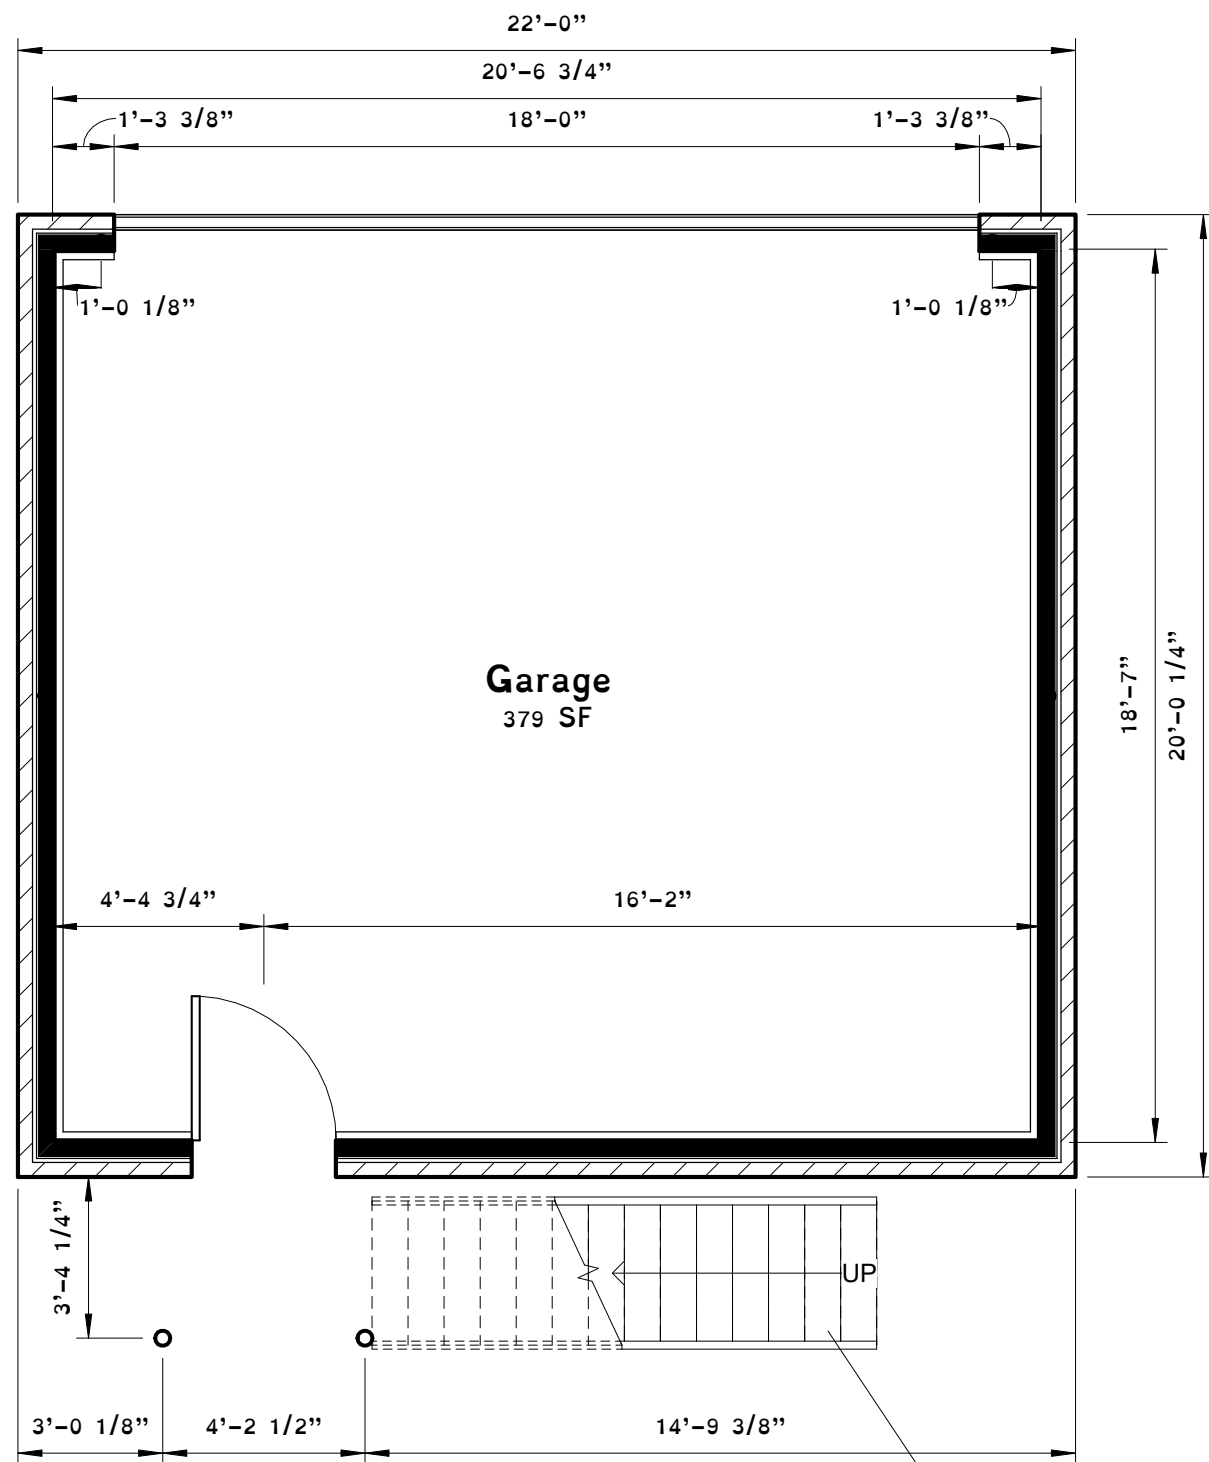 22’–0”
20’–6 3/4”
1’–3 3/8” 18’–0” 1’–3 3/8”
1’–0 1/8” 1’–0 1/8”
18’–7”
20’–0 1/4”
Garage
379 SF
4’–4 3/4” 16’–2”
3’–4 1/4”
UP
3’–0 1/8” 4’–2 1/2” 14’–9 3/8”